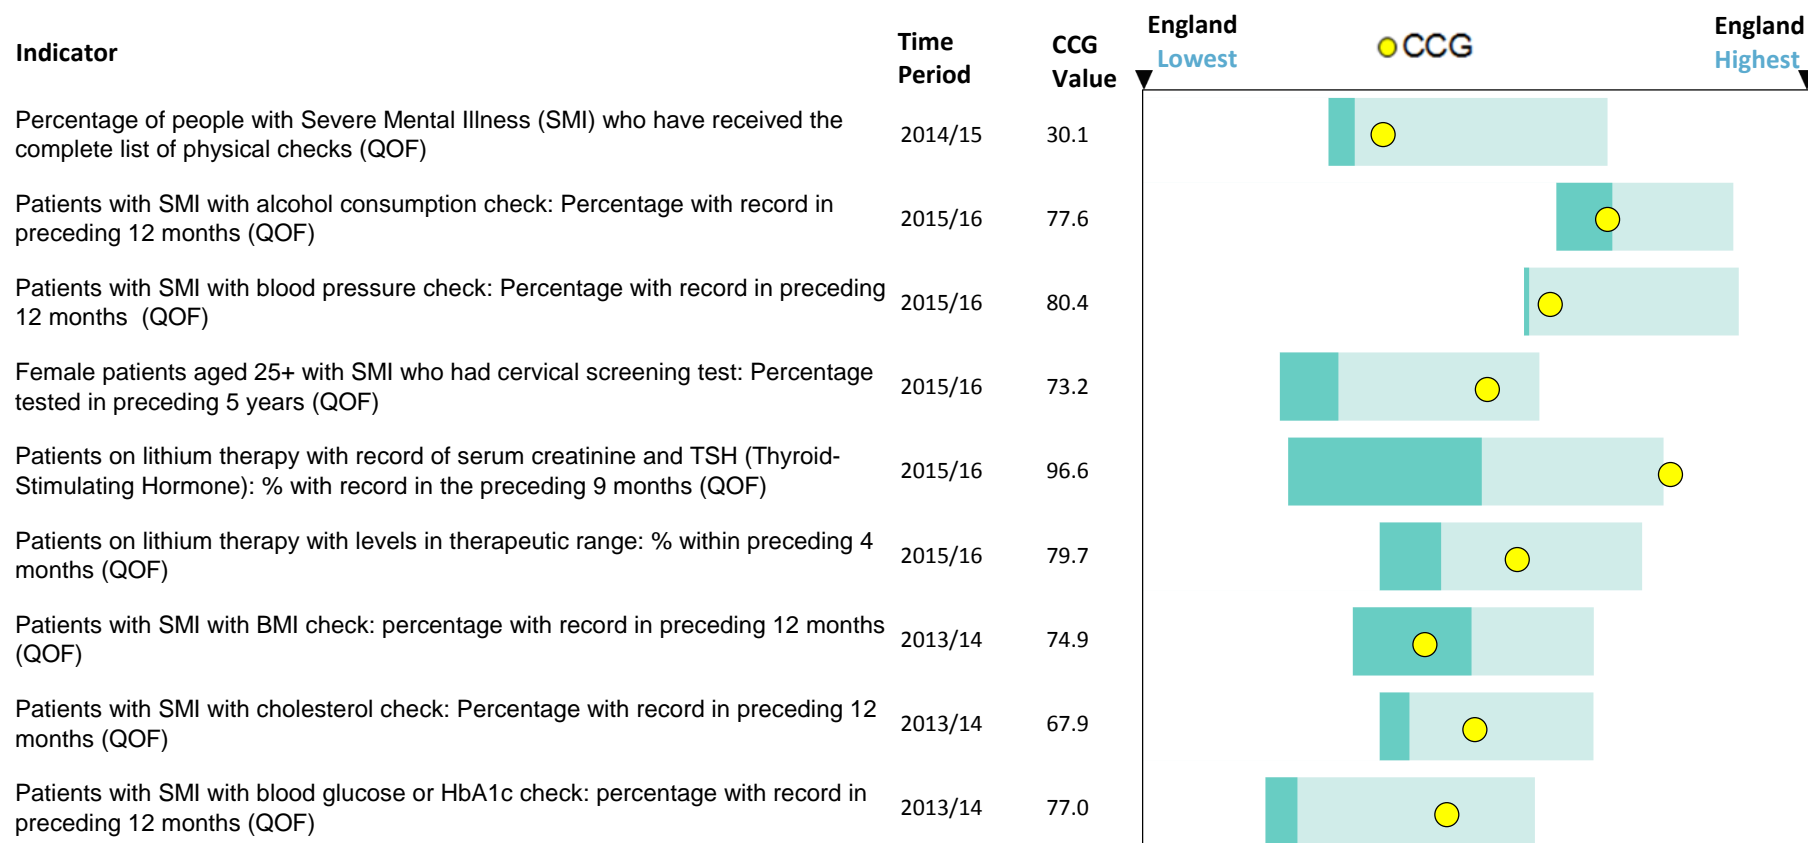 Indicator
Time Period
CCG Value
England Lowest
CCG
England Highest
Percentage of people with Severe Mental Illness (SMI) who have received the
complete list of physical checks (QOF)
2014/15
30.1
Patients with SMI with alcohol consumption check: Percentage with record in
preceding 12 months (QOF)
2015/16
77.6
Patients with SMI with blood pressure check: Percentage with record in preceding
12 months  (QOF)
2015/16
80.4
Female patients aged 25+ with SMI who had cervical screening test: Percentage
tested in preceding 5 years (QOF)
2015/16
73.2
Patients on lithium therapy with record of serum creatinine and TSH (Thyroid-
Stimulating Hormone): % with record in the preceding 9 months (QOF)
2015/16
96.6
Patients on lithium therapy with levels in therapeutic range: % within preceding 4
months (QOF)
2015/16
79.7
Patients with SMI with BMI check: percentage with record in preceding 12 months
(QOF)
2013/14
74.9
Patients with SMI with cholesterol check: Percentage with record in preceding 12
months (QOF)
2013/14
67.9
Patients with SMI with blood glucose or HbA1c check: percentage with record in
preceding 12 months (QOF)
2013/14
77.0